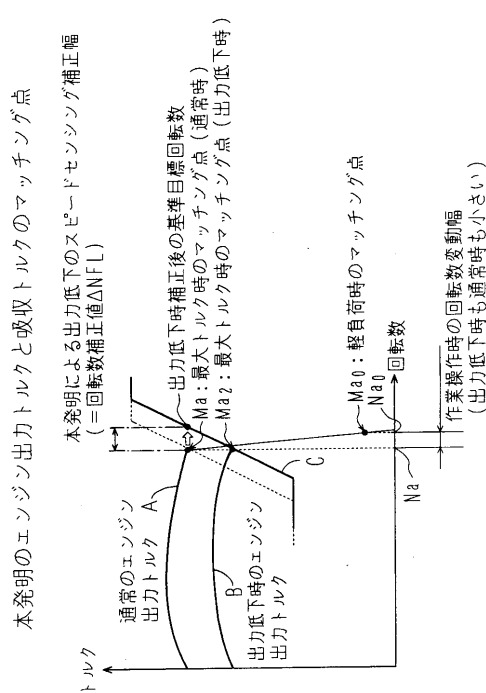 本発明のエンジン出力トルクと吸収トルクのマッチング点
本発明による出力低下のスピードセンシング補正幅
(=回転数補正値ΔNFL)
出力低下時補正後の基準目標回転数
Ma:最大トルク時のマッチング点(通常時)
Ma2:最大トルク時のマッチング点(出力低下時)
トルク
通常のエンジン
出力トルク
A
B
C
出力低下時のエンジン
出力トルク
Ma0:軽負荷時のマッチング点
Na0
回転数
Na
作業操作時の回転数変動幅
(出力低下時も通常時も小さい)